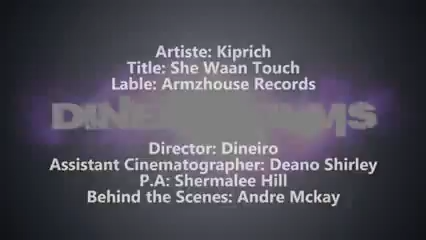 Artiste: Kiprich
Title: She Waan Touch
Lable: Armzhouse Records
Director: Dineiro
Assistant Cinematographer: Deano Shirley
P.A: Shermalee Hill
Behind the Scenes: Andre Mckay